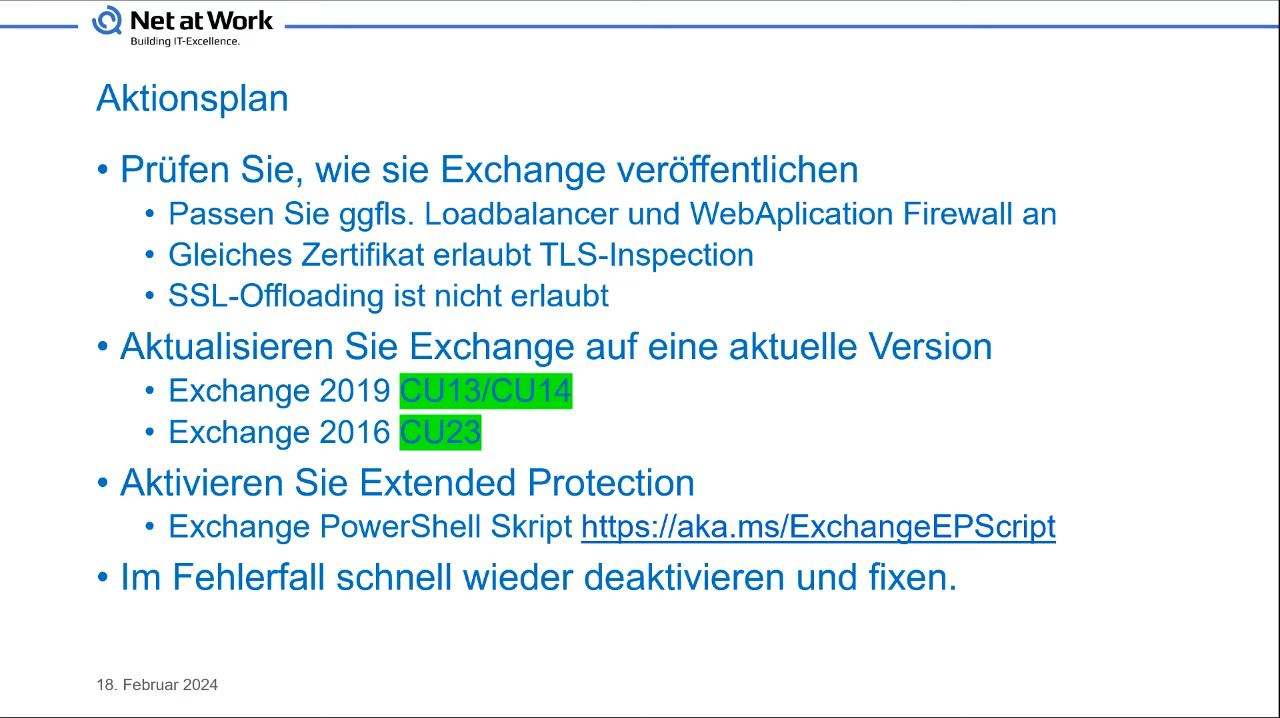 Net at Work
Building IT-Excellence.
Aktionsplan
• Prüfen Sie, wie sie Exchange veröffentlichen
• Passen Sie ggfls. Loadbalancer und WebAplication Firewall an
• Gleiches Zertifikat erlaubt TLS-Inspection
• SSL-Offloading ist nicht erlaubt
• Aktualisieren Sie Exchange auf eine aktuelle Version
• Exchange 2019 CU13/CU14
• Exchange 2016 CU23
• Aktivieren Sie Extended Protection
• Exchange PowerShell Skript https://aka.ms/ExchangeEPScript
• Im Fehlerfall schnell wieder deaktivieren und fixen.
18. Februar 2024